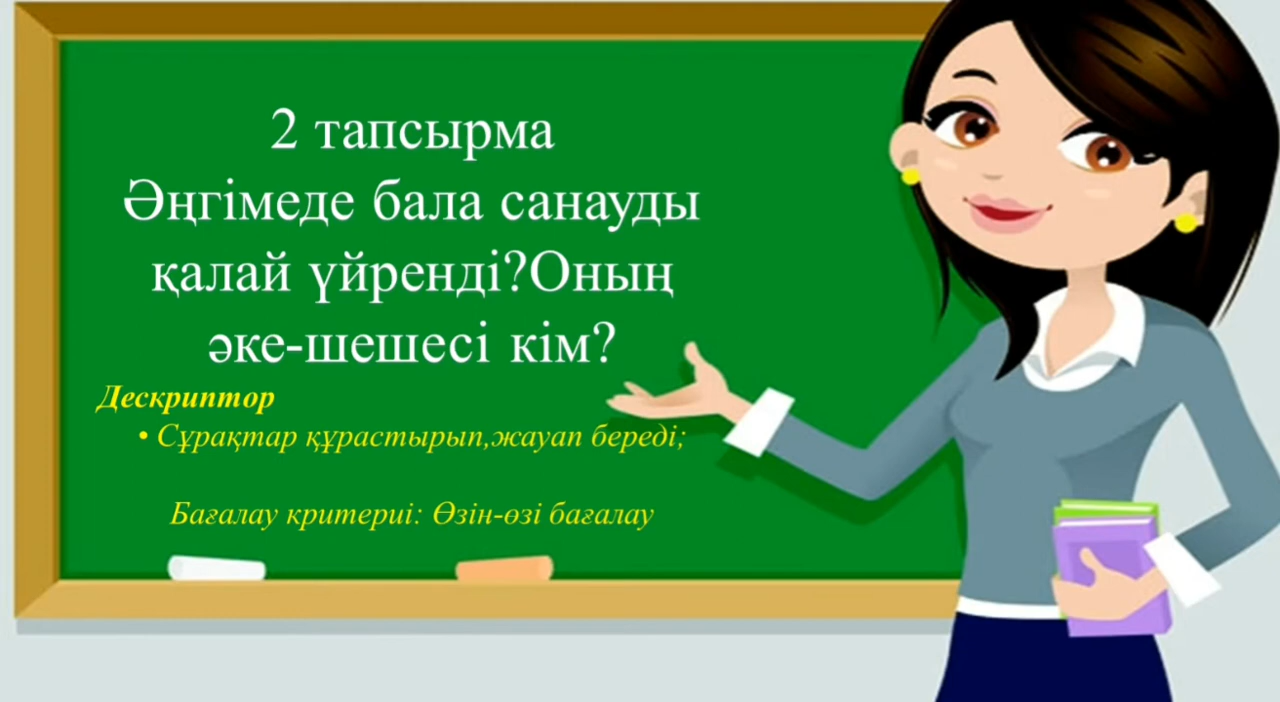 2 тапсырма
Әңгімеде бала санауды
қалай үйренді?Оның
әке-шешесі кім?
Дескриптор
• Сұрақтар құрастырып,жауап береді;
Бағалау критериі: Өзін-өзі бағалау